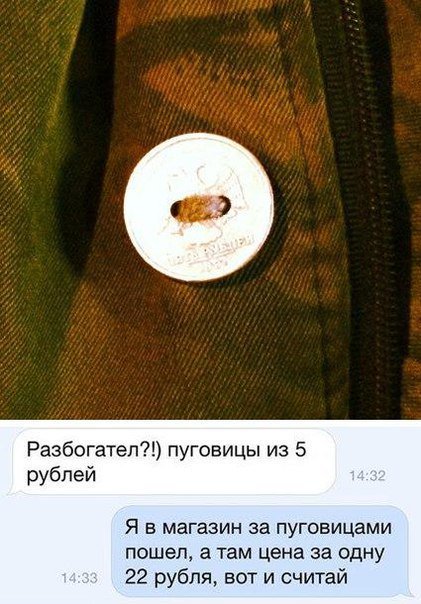 Разбогател?!) пуговицы из 5
рублей
14:32
Я в магазин за пуговицами
пошел, а там цена за одну
22 рубля, вот и считай
14:33